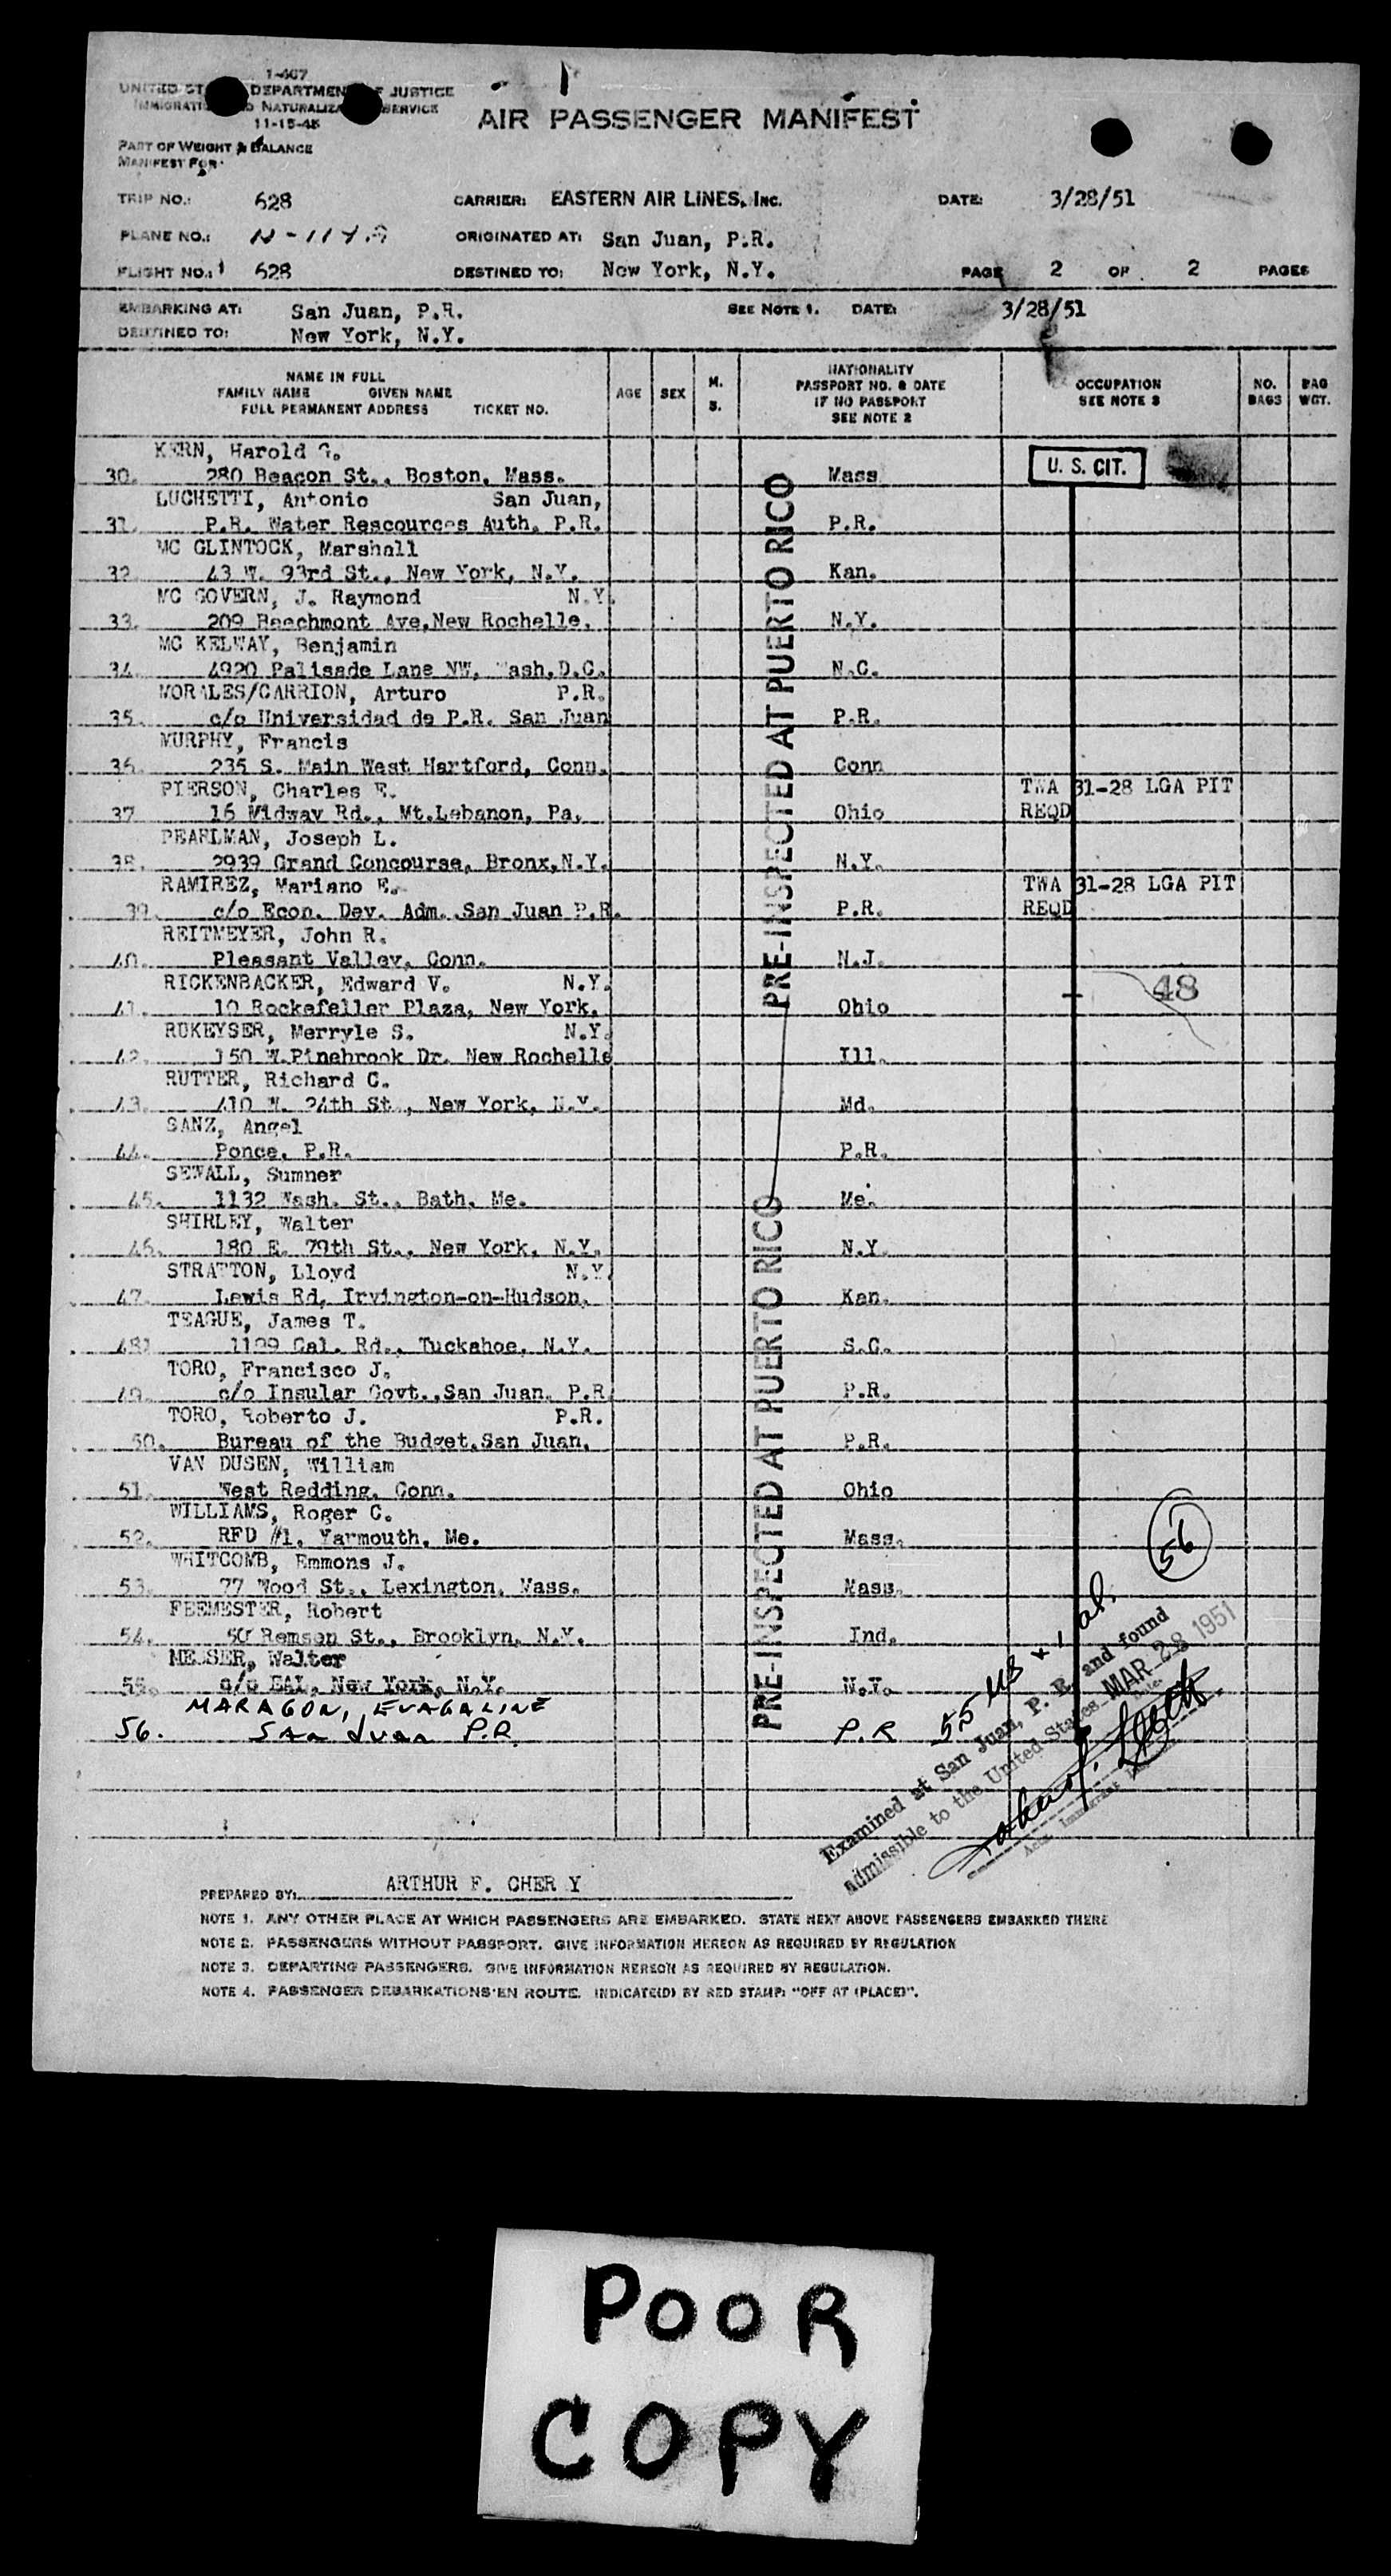 1-407
UNITED ST DEPARTMEN F JUSTICE
IMMIGRATI D NATURALIZA SERVICE
11-15-45
AIR PASSENGER MANIFEST
PART OF WEIGHT & BALANCE
MANIFEST FOR
TRIP NO.: 628 CARRIER: EASTERN AIR LINES, INC. DATE: 3/28/51
PLANE NO.: ORIGINATED AT: San Juan, P.R.
FLIGHT NO.: 628 DESTINED TO: New York, N.Y. PAGE 2 OF 2 PAGES
EMBARKING AT: San Juan, P.R. SEE NOTE 1. DATE: 3/28/51
DESTINED TO: New York, N.Y.
NAME IN FULL
FAMILY NAME GIVEN NAME
FULL PERMANENT ADDRESS TICKET NO.
AGE SEX M. S.
NATIONALITY
PASSPORT NO. & DATE
IF NO PASSPORT
SEE NOTE 2
OCCUPATION
SEE NOTE 3
NO. BAGS
BAG WGT.
KERN, Harold G.
30. 280 Beacon St., Boston, Mass. Mass
U. S. CIT.
LUCHETTI, Antonio San Juan,
31. P.R. Water Rescources Auth. P.R. P.R.
MC GLINTOCK, Marshall
32. 43 W. 93rd St., New York, N.Y. Kan.
MC GOVERN, J. Raymond N.Y.
33. 209 Beechmont Ave,New Rochelle. N.Y.
MC KELWAY, Benjamin
34. 4920 Palisade Lane NW, Wash,D.C. N.C.
MORALES/CARRION, Arturo P.R.
35. c/o Universidad de P.R. San Juan P.R.
MURPHY, Francis
36. 235 S. Main West Hartford, Conn. Conn
PIERSON, Charles E. TWA 31-28 LGA PIT
37 16 Midway Rd., Mt.Lebanon, Pa. Ohio REQD
PEARLMAN, Joseph L.
38. 2939 Grand Concourse, Bronx,N.Y. N.Y.
RAMIREZ, Mariano E. TWA 31-28 LGA PIT
39. c/o Econ. Dev. Adm. San Juan P.R. P.R. REQD
REITMEYER, John R.
40. Pleasant Valley, Conn. N.J.
RICKENBACKER, Edward V. N.Y. 48
41. 10 Rockefeller Plaza, New York, Ohio
RUKEYSER, Merryle S. N.Y.
42. 150 W.Pinebrook Dr. New Rochelle Ill.
RUTTER, Richard C.
43. 410 W. 24th St., New York, N.Y. Md.
SANZ, Angel
44. Ponce, P.R. P.R.
SEWALL, Sumner
45. 1132 Wash. St., Bath, Me. Me.
SHIRLEY, Walter
46. 180 E. 79th St., New York, N.Y. N.Y.
STRATTON, Lloyd N.Y.
47. Lewis Rd, Irvington-on-Hudson. Kan.
TEAGUE, James T.
48 1199 Cal. Rd., Tuckahoe, N.Y. S.C.
TORO, Francisco J.
49. c/o Insular Govt.,San Juan, P.R. P.R.
TORO, Roberto J. P.R.
50. Bureau of the Budget,San Juan, P.R.
VAN DUSEN, William
51. West Redding, Conn. Ohio
WILLIAMS, Roger C.
52. RFD #1, Yarmouth, Me. Mass.
WHITCOMB, Emmons J.
53. 77 Wood St., Lexington, Mass. Mass.
FEEMESTER, Robert
54. 50 Remsen St., Brooklyn, N.Y. Ind.
MESSER, Walter
55. c/o EAL, New York, N.Y. N.Y.
MARAGON, EVAGALINE
56. SAn Juan P.R. P.R
PRE-INSPECTED AT PUERTO RICO
PRE-INSPECTED AT PUERTO RICO
56
55
Examined at San Juan, P. R. and found
admissible to the United States MAR 28 1951
PREPARED BY: ARTHUR F. CHER Y
NOTE 1. ANY OTHER PLACE AT WHICH PASSENGERS ARE EMBARKED. STATE NEXT ABOVE PASSENGERS EMBARKED THERE
NOTE 2. PASSENGERS WITHOUT PASSPORT. GIVE INFORMATION HEREON AS REQUIRED BY REGULATION
NOTE 3. DEPARTING PASSENGERS. GIVE INFORMATION HEREON AS REQUIRED BY REGULATION.
NOTE 4. PASSENGER DEBARKATIONS EN ROUTE. INDICATE(D) BY RED STAMP: "OFF AT (PLACE)".
POOR
COPY